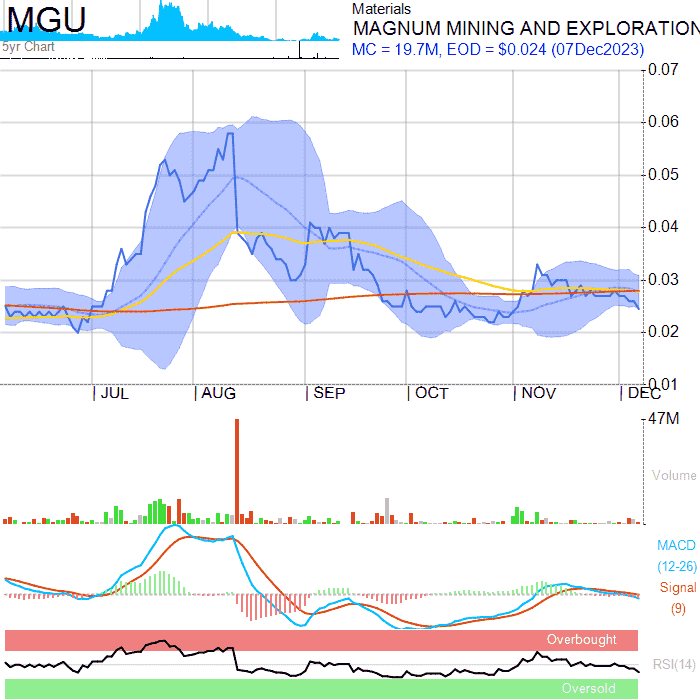 MGU
5yr Chart
Materials
MAGNUM MINING AND EXPLORATION
MC = 19.7M, EOD = $0.024 (07Dec2023)
0.07
0.06
0.05
0.04
0.03
0.02
0.01
JUL AUG SEP OCT NOV DEC
47M
Volume
MACD
(12-26)
Signal
(9)
Overbought
RSI(14)
Oversold